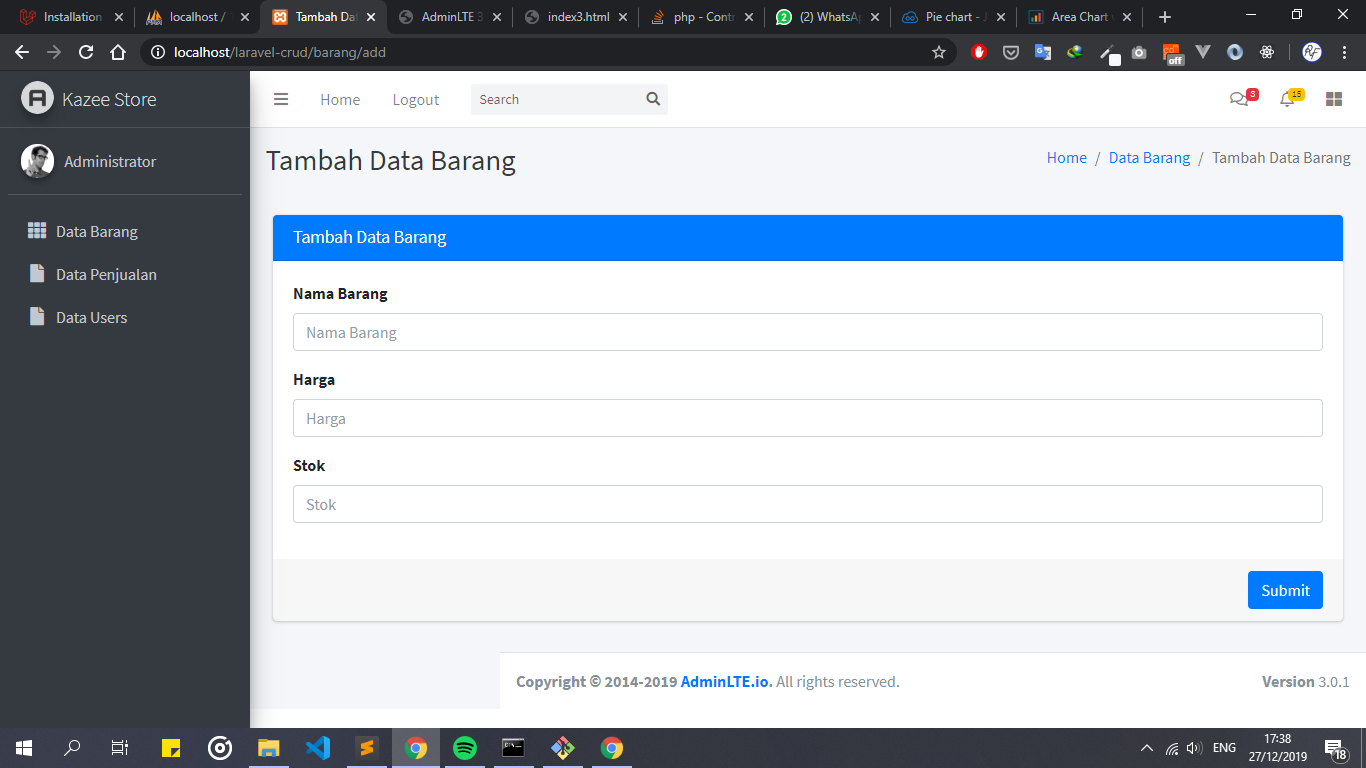 Installation
localhost /
Tambah Da
AdminLTE 3
index3.html
php - Cont
(2) WhatsA
Pie chart - J
Area Chart
localhost/laravel-crud/barang/add
off
Kazee Store
Home
Logout
Search
3
15
Administrator
Tambah Data Barang
Home / Data Barang / Tambah Data Barang
Data Barang
Data Penjualan
Data Users
Tambah Data Barang
Nama Barang
Nama Barang
Harga
Harga
Stok
Stok
Submit
Copyright © 2014-2019 AdminLTE.io. All rights reserved.
Version 3.0.1
ENG
17:38
27/12/2019
18